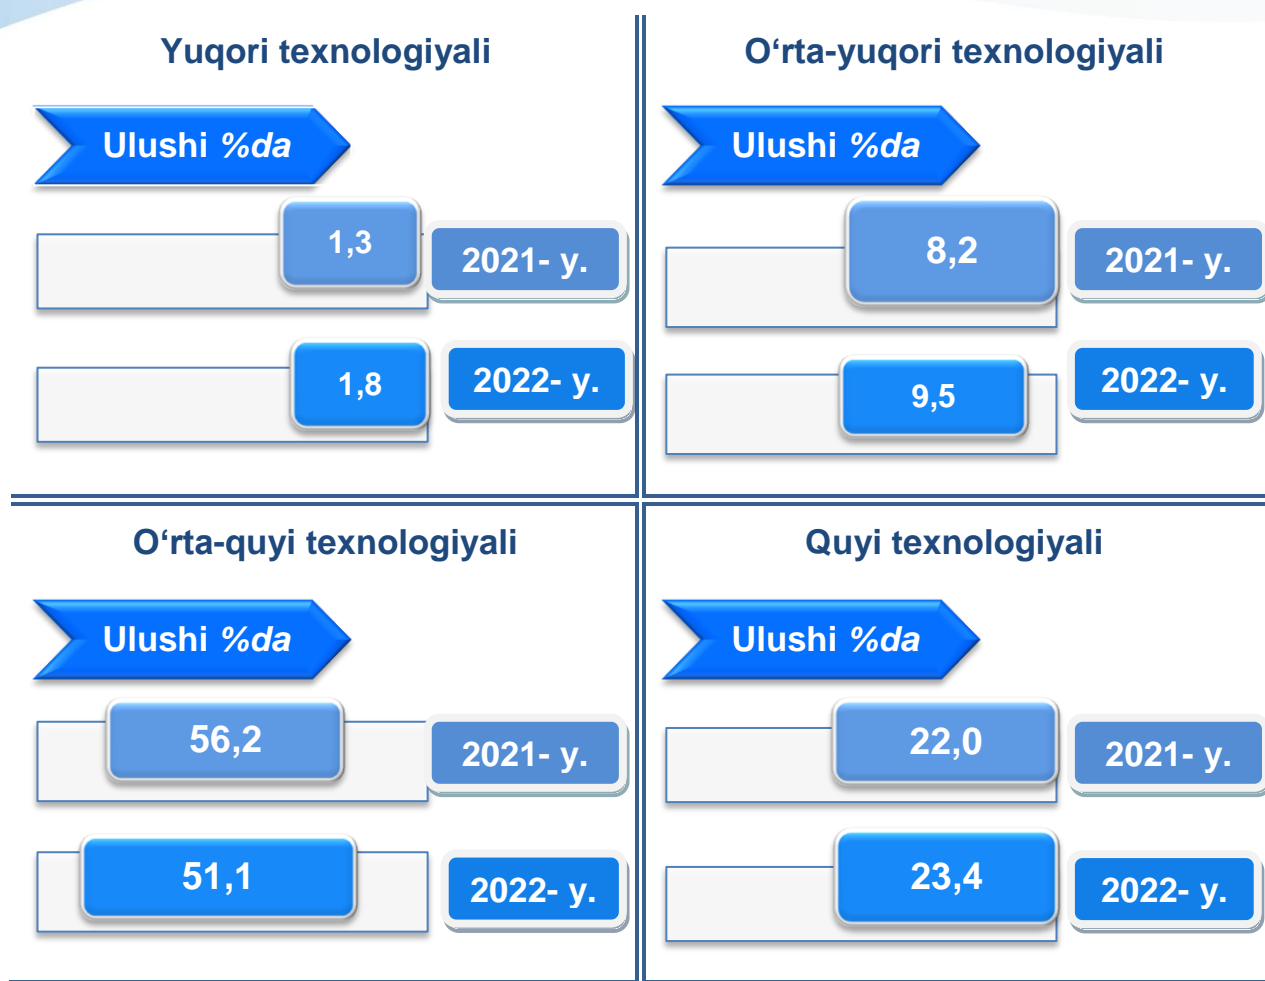 Yuqori texnologiyali
Ulushi %da
1,3
2021- y.
1,8
2022- y.
O‘rta-yuqori texnologiyali
Ulushi %da
8,2
2021- y.
9,5
2022- y.
O‘rta-quyi texnologiyali
Ulushi %da
56,2
2021- y.
51,1
2022- y.
Quyi texnologiyali
Ulushi %da
22,0
2021- y.
23,4
2022- y.